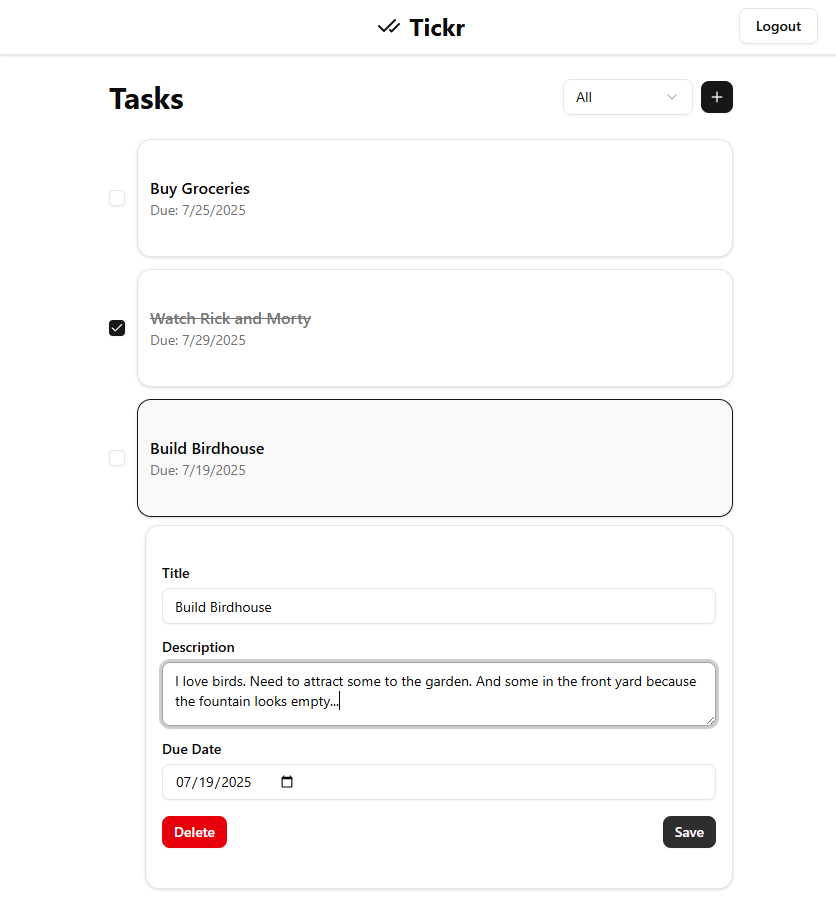 Tickr
Logout
Tasks
All
Buy Groceries
Due: 7/25/2025
Watch Rick and Morty
Due: 7/29/2025
Build Birdhouse
Due: 7/19/2025
Title
Build Birdhouse
Description
I love birds. Need to attract some to the garden. And some in the front yard because
the fountain looks empty...
Due Date
07/19/2025
Delete
Save